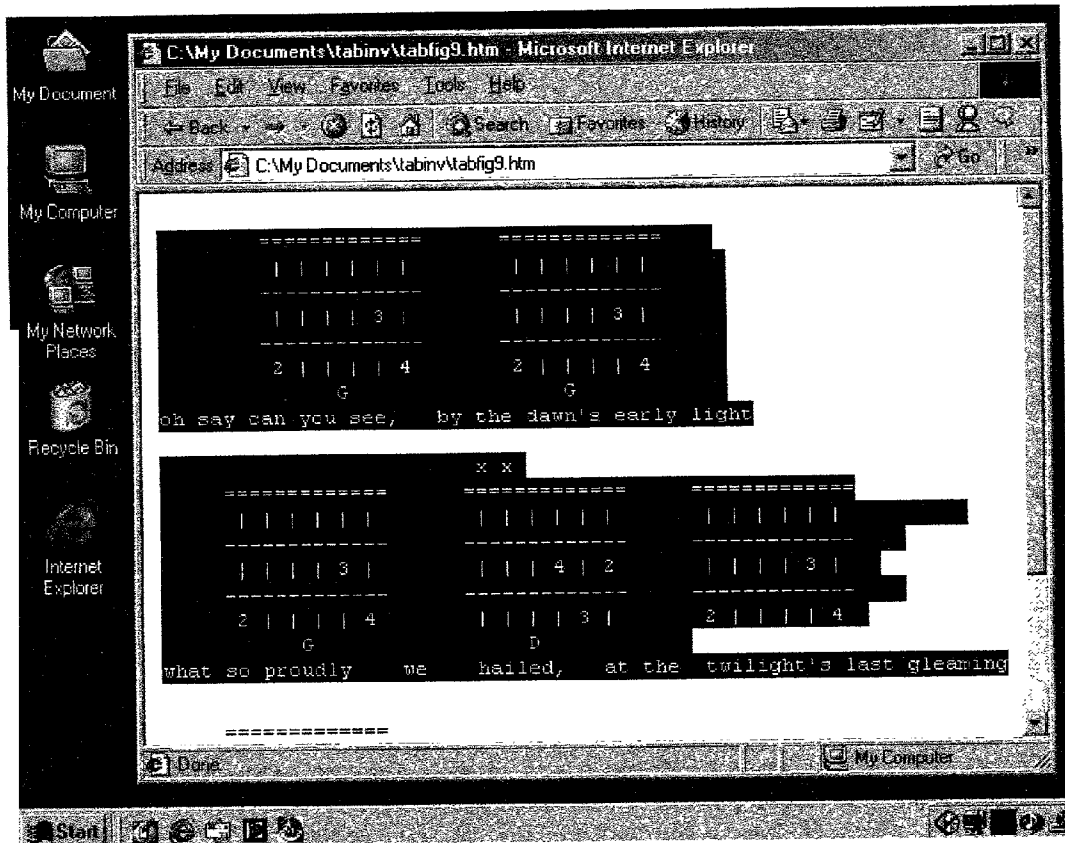 My Document
My Computer
My Network
Places
Recycle Bin
Internet
Explorer
C:\My Documents\tabinv\tabfig9.htm - Microsoft Internet Explorer
File Edit View Favorites Tools Help
Back Search Favorites History
Address C:\My Documents\tabinv\tabfig9.htm Go »
============= =============
| | | | | | | | | | | |
------------- -------------
| | | | 3 | | | | | 3 |
------------- -------------
2 | | | | 4 2 | | | | 4
G G
oh say can you see, by the dawn's early light
x x
============= ============= =============
| | | | | | | | | | | | | | | | | |
------------- ------------- -------------
| | | | 3 | | | | 4 | 2 | | | | 3 |
------------- ------------- -------------
2 | | | | 4 | | | | 3 | 2 | | | | 4
G D
what so proudly we hailed, at the twilight's last gleaming
=============
Done My Computer
Start